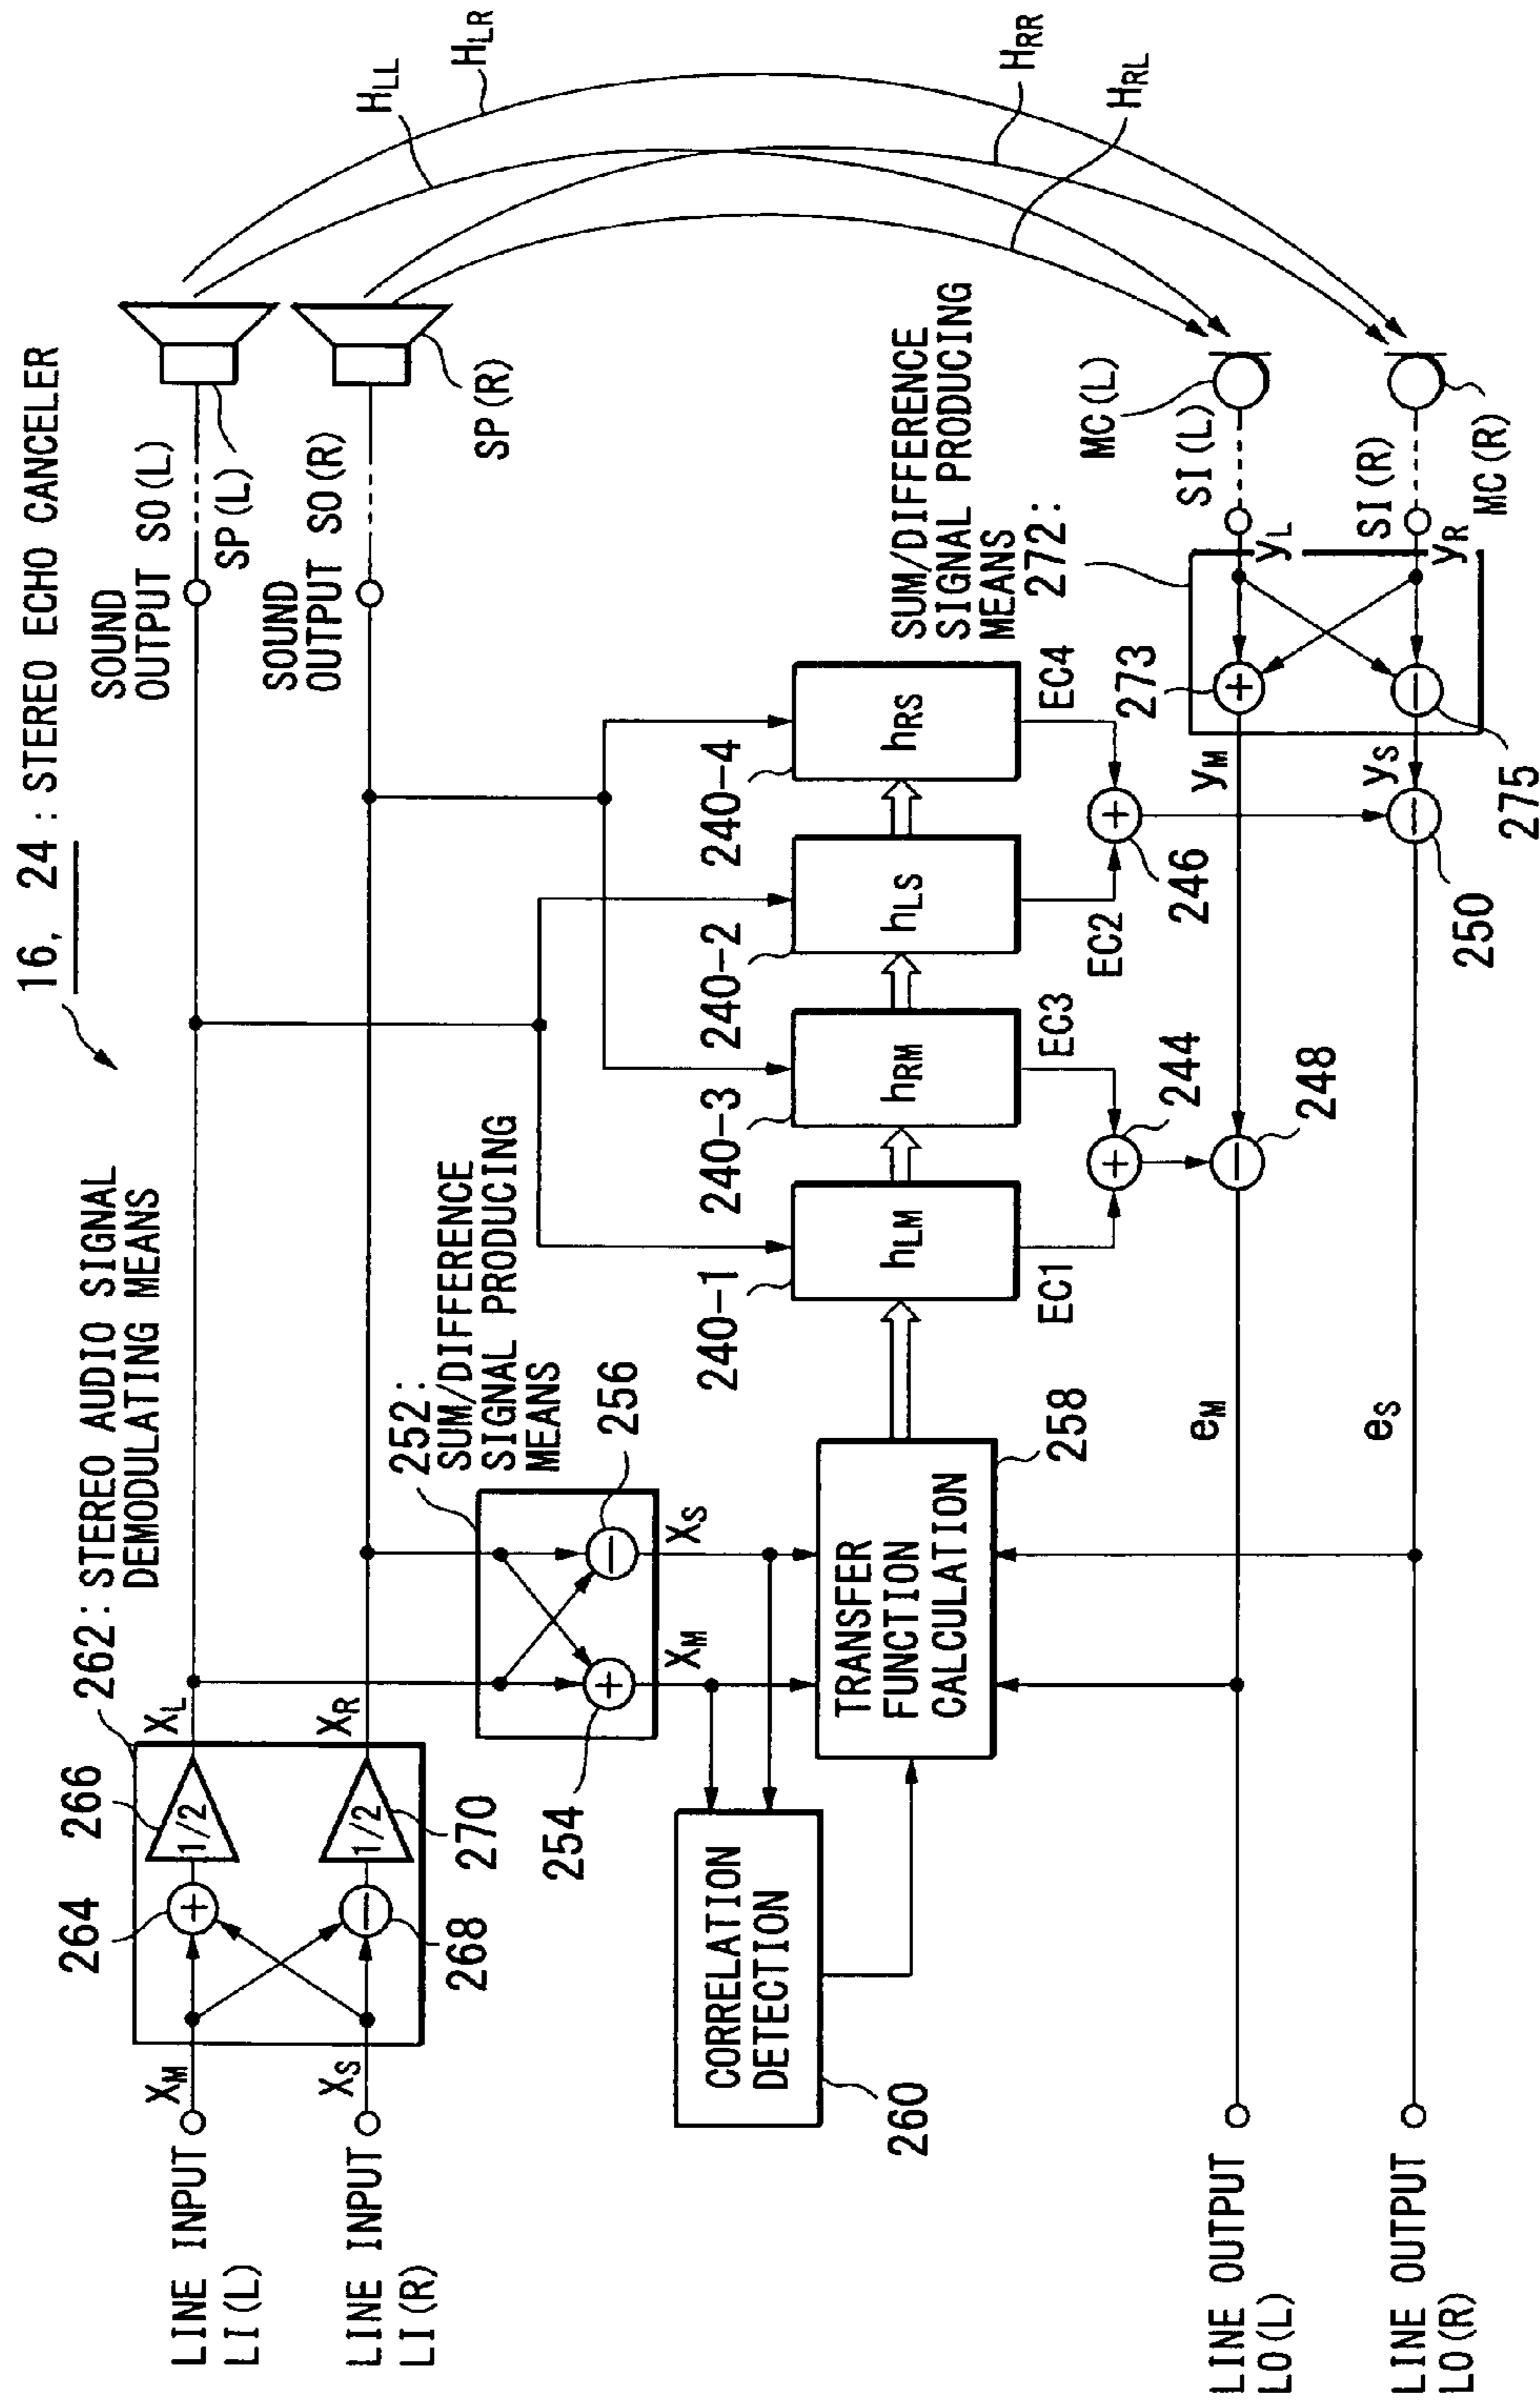 16, 24 : STEREO ECHO CANCELER
262: STEREO AUDIO SIGNAL
DEMODULATING MEANS
LINE INPUT
LI(L)
XM
264
266
1/2
XL
SOUND
OUTPUT SO(L)
SP(L)
LINE INPUT
LI(R)
XS
268
270
1/2
XR
SOUND
OUTPUT SO(R)
SP(R)
HLL
HLR
HRR
HRL
252:
SUM/DIFFERENCE
SIGNAL PRODUCING
MEANS
254
256
XM
XS
CORRELATION
DETECTION
260
TRANSFER
FUNCTION
CALCULATION
258
240-1
hLM
240-3
hRM
240-2
hLS
240-4
hRS
EC1
EC3
EC2
EC4
244
246
SUM/DIFFERENCE
SIGNAL PRODUCING
MEANS
272:
MC(L)
SI(L)
yL
273
yM
248
eM
LINE OUTPUT
LO(L)
SI(R)
MC(R)
yR
275
yS
250
eS
LINE OUTPUT
LO(R)